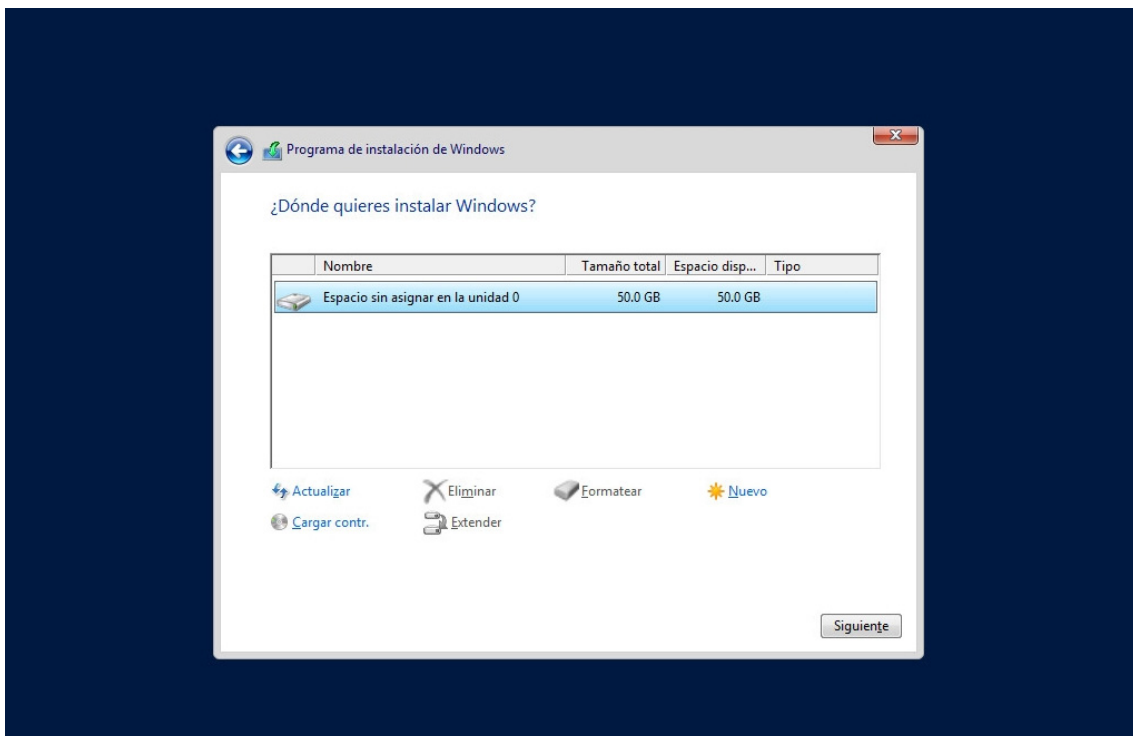 Programa de instalación de Windows
¿Dónde quieres instalar Windows?
Nombre Tamaño total Espacio disp... Tipo
Espacio sin asignar en la unidad 0 50.0 GB 50.0 GB
Actualizar Eliminar Formatear Nuevo
Cargar contr. Extender
Siguiente